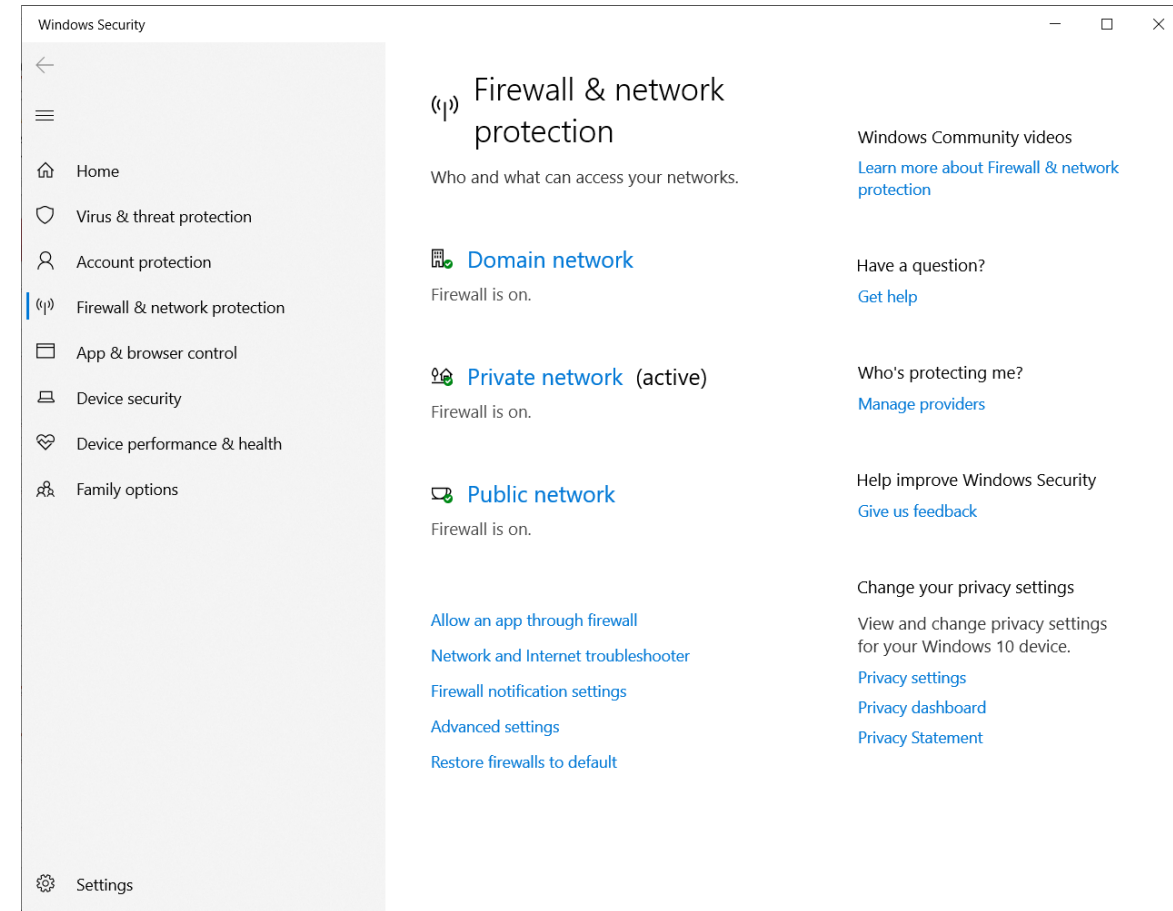 Windows Security
Home
Virus & threat protection
Account protection
Firewall & network protection
App & browser control
Device security
Device performance & health
Family options
Settings
Firewall & network
protection
Who and what can access your networks.
Domain network
Firewall is on.
Private network (active)
Firewall is on.
Public network
Firewall is on.
Allow an app through firewall
Network and Internet troubleshooter
Firewall notification settings
Advanced settings
Restore firewalls to default
Windows Community videos
Learn more about Firewall & network
protection
Have a question?
Get help
Who's protecting me?
Manage providers
Help improve Windows Security
Give us feedback
Change your privacy settings
View and change privacy settings
for your Windows 10 device.
Privacy settings
Privacy dashboard
Privacy Statement